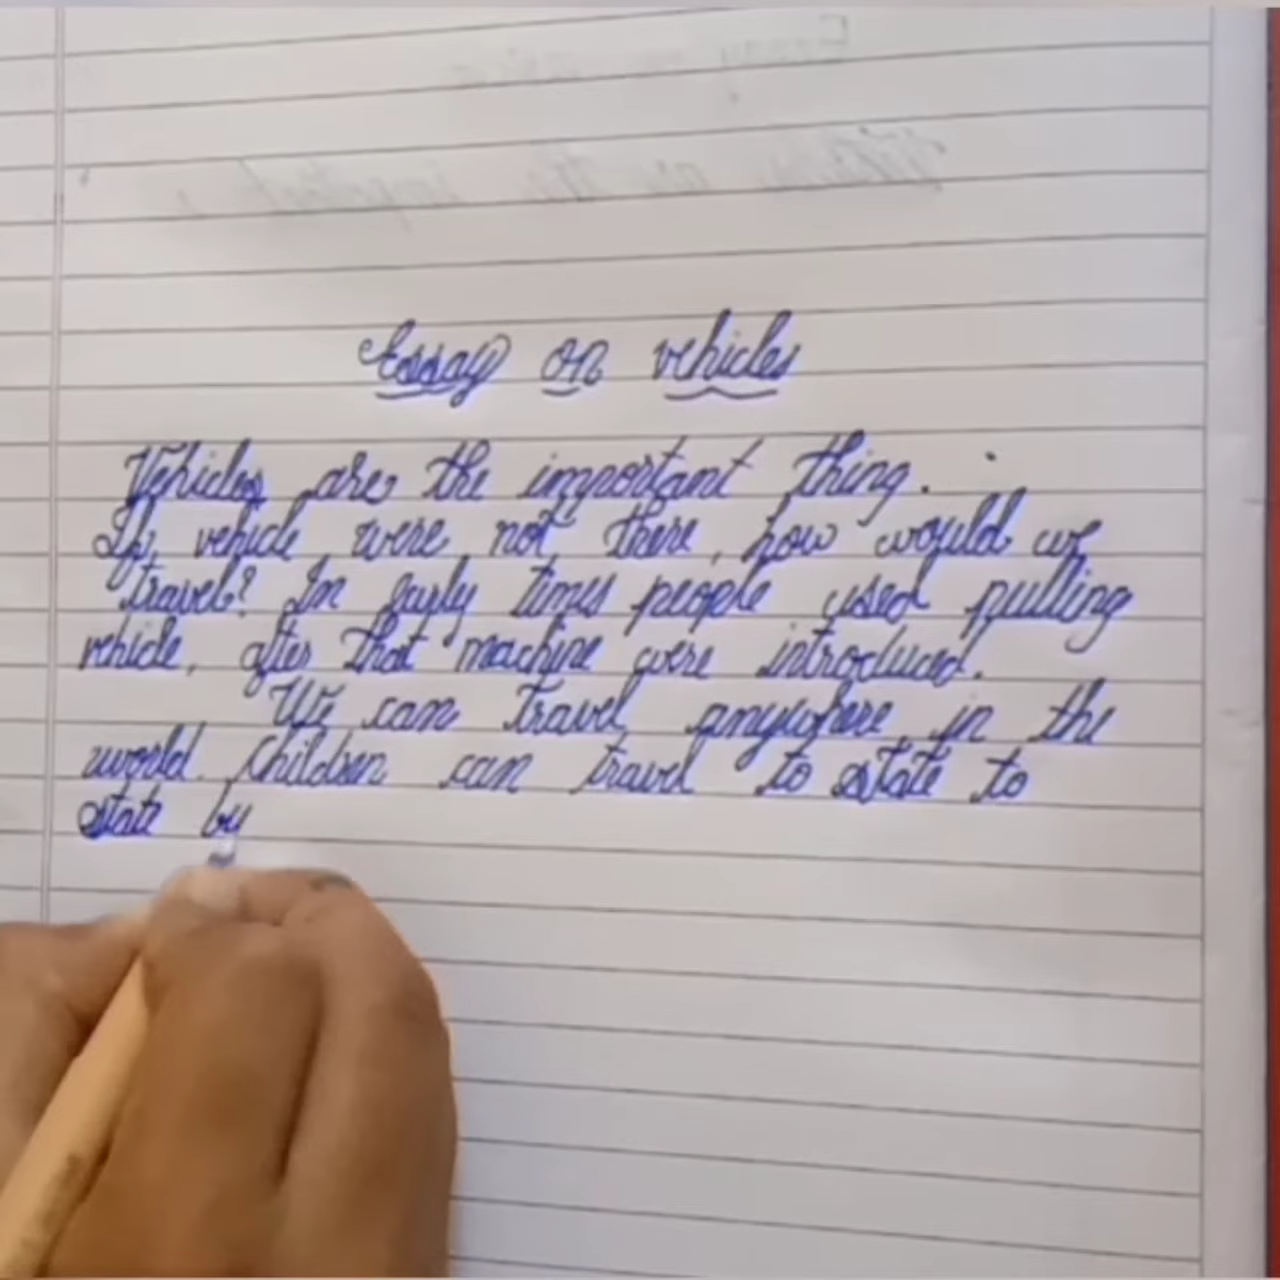 Essay on vehicles
Vehicles are the important thing.
If vehicle were not there, how would we
travel? In early times people used pulling
vehicle, after that machine were introduced.
We can travel anywhere in the
world. Children can travel to state to
state by